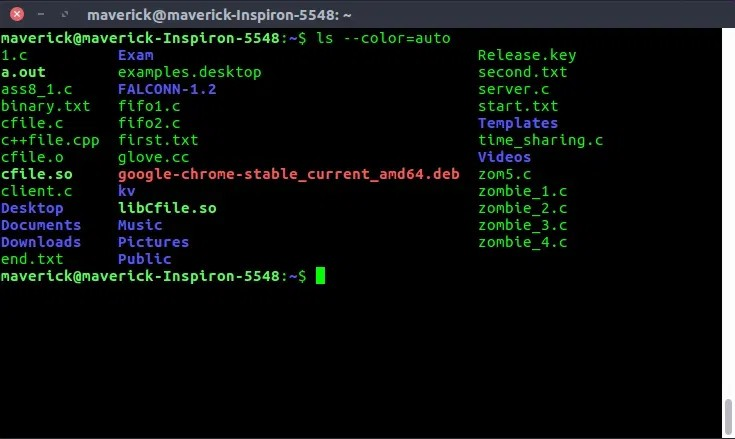 maverick@maverick-Inspiron-5548: ~
maverick@maverick-Inspiron-5548:~$ ls --color=auto
1.c Exam Release.key
a.out examples.desktop second.txt
ass8_1.c FALCONN-1.2 server.c
binary.txt fifo1.c start.txt
cfile.c fifo2.c Templates
c++file.cpp first.txt time_sharing.c
cfile.o glove.cc Videos
cfile.so google-chrome-stable_current_amd64.deb zom5.c
client.c kv zombie_1.c
Desktop libCfile.so zombie_2.c
Documents Music zombie_3.c
Downloads Pictures zombie_4.c
end.txt Public
maverick@maverick-Inspiron-5548:~$